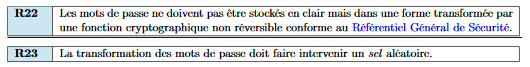 R22 Les mots de passe ne doivent pas être stockés en clair mais dans une forme transformée par
une fonction cryptographique non réversible conforme au Référentiel Général de Sécurité.
R23 La transformation des mots de passe doit faire intervenir un sel aléatoire.